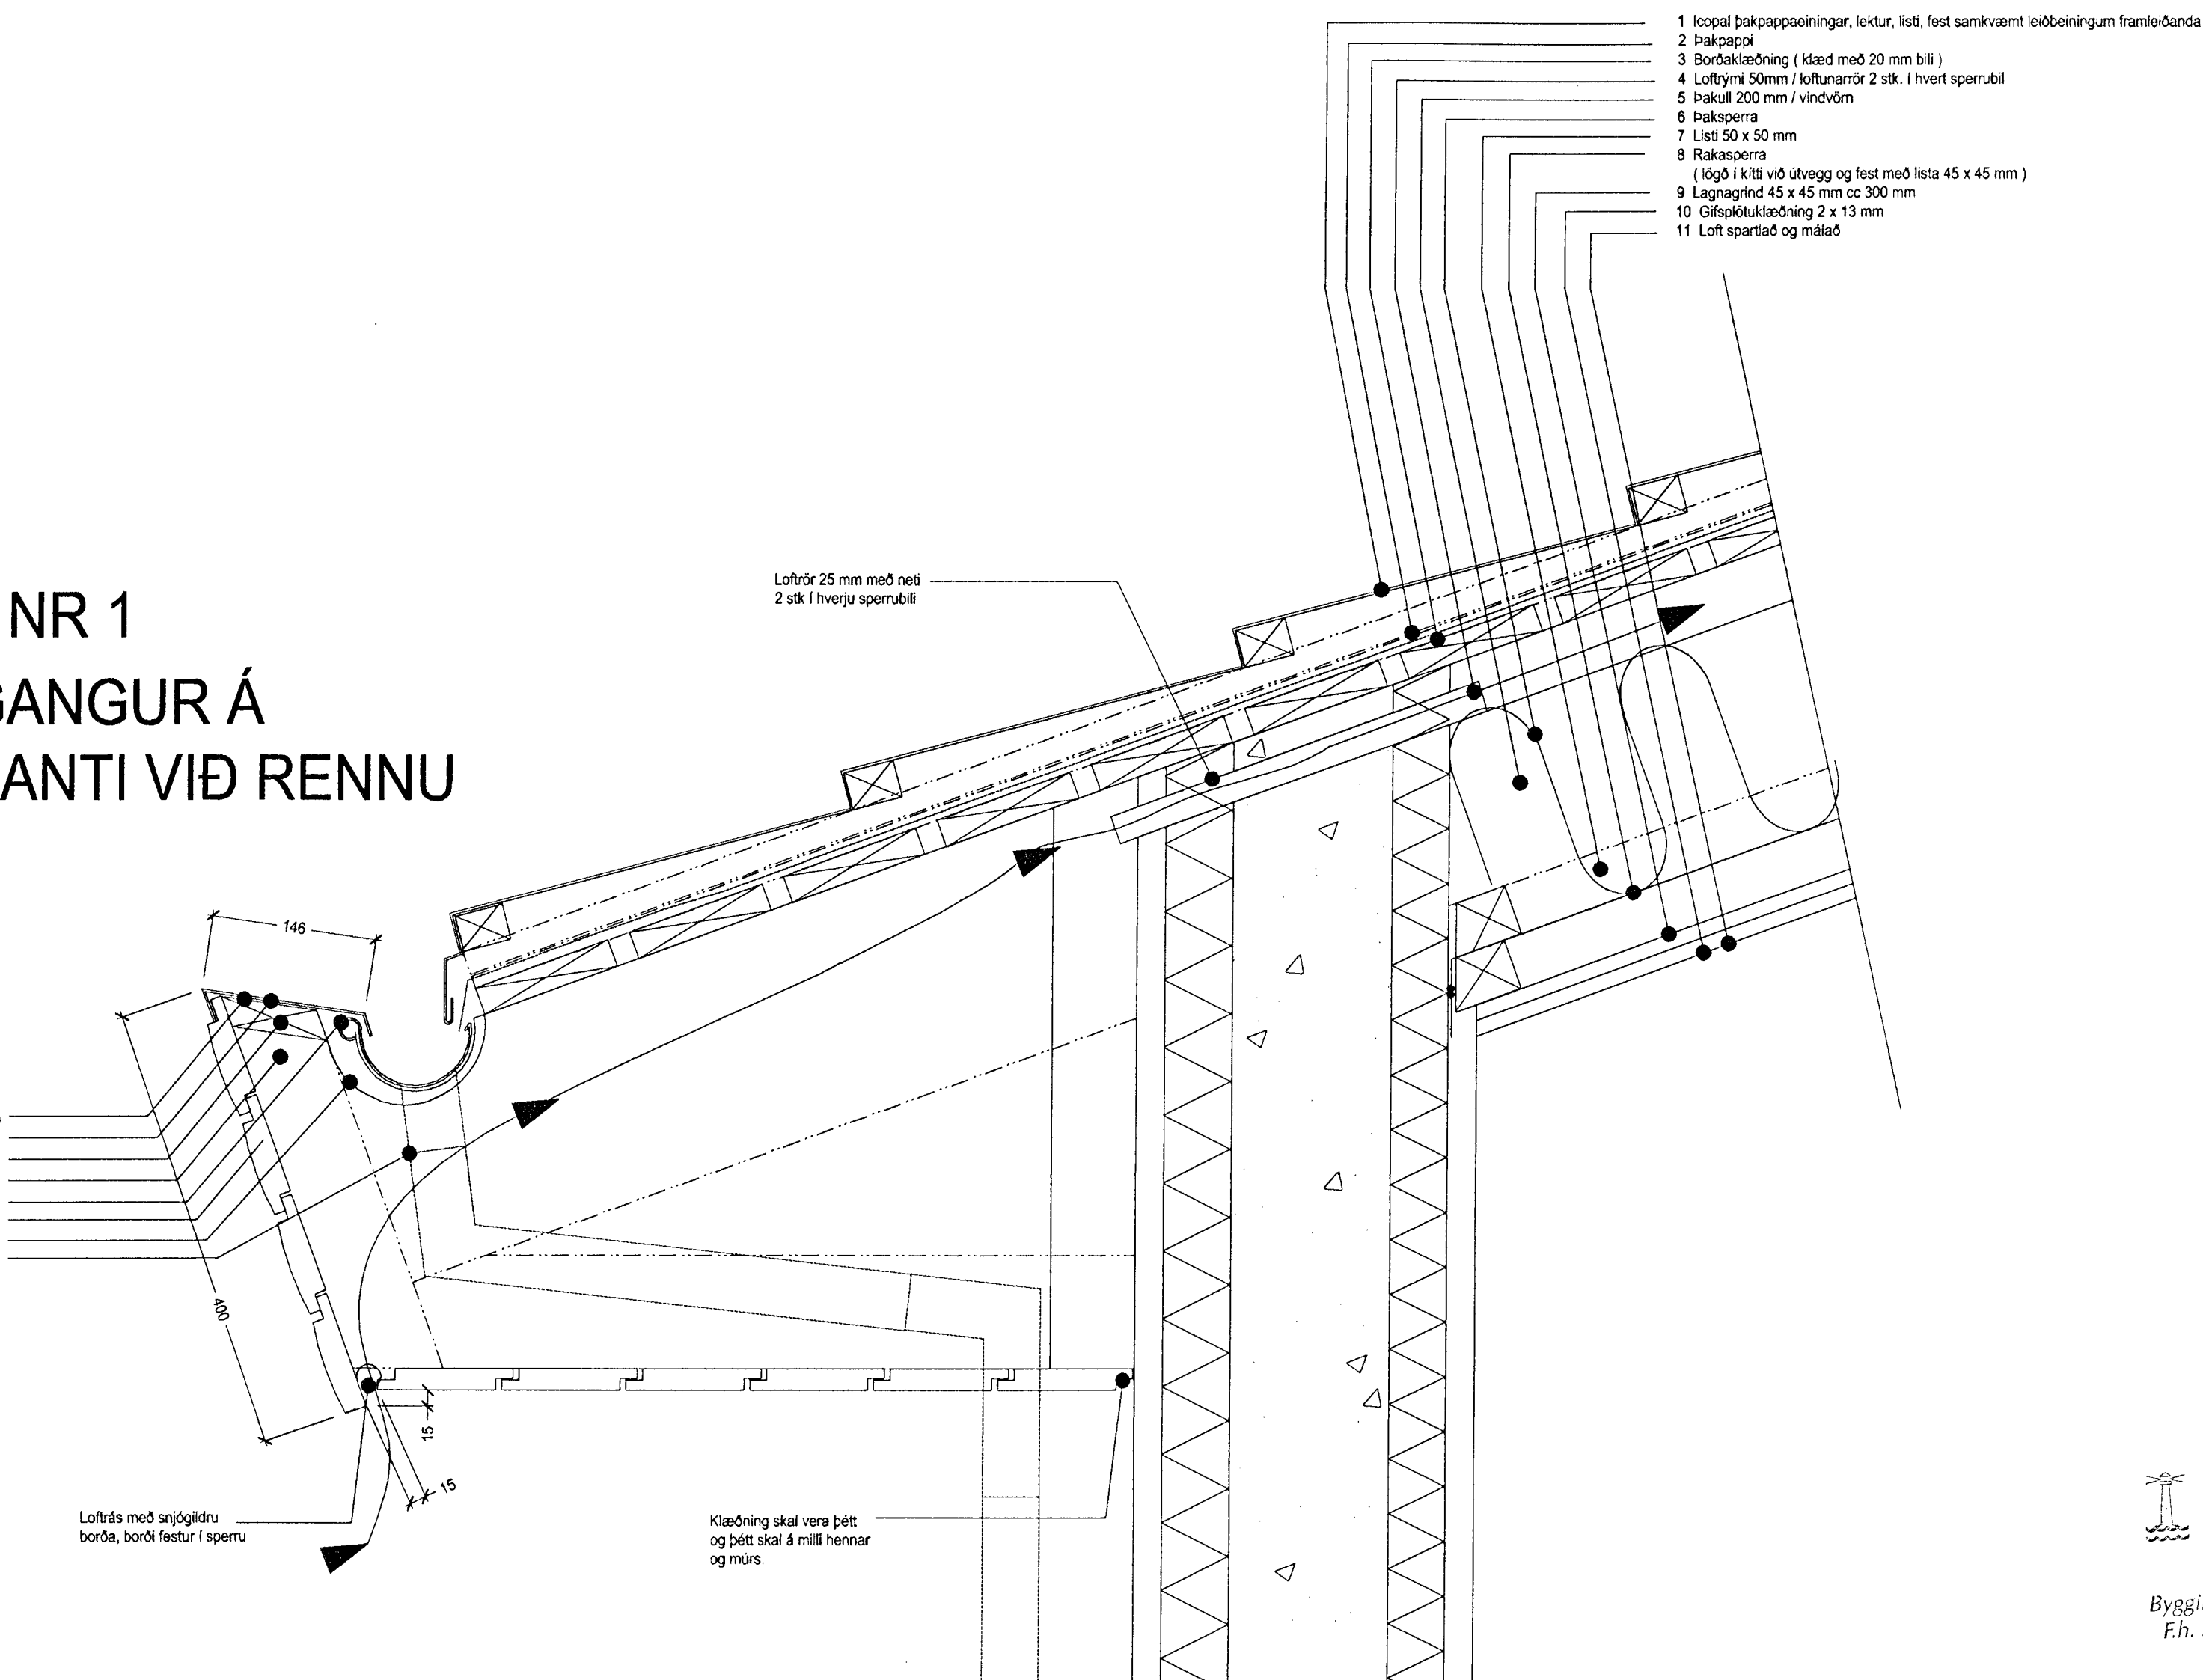 1 Icopal þakpappaeiningar, lektur, listi, fest samkvæmt leiðbeiningum framleiðanda
2 Þakpappi
3 Borðaklæðning ( klæd með 20 mm bili )
4 Loftrými 50mm / loftunarrör 2 stk. í hvert sperrubil
5 Þakull 200 mm / vindvörn
6 Þaksperra
7 Listi 50 x 50 mm
8 Rakasperra
( lögð í kítti við útvegg og fest með lista 45 x 45 mm )
9 Lagnagrind 45 x 45 mm cc 300 mm
10 Gifsplötuklæðning 2 x 13 mm
11 Loft spartlað og málað
Loftrör 25 mm með neti
2 stk í hverju sperrubili
NR 1
GANGUR Á
ANTI VIÐ RENNU
146
400
15
15
Loftrás með snjógildru
borða, borði festur í sperru
Klæðning skal vera þétt
og þétt skal á milli hennar
og múrs.
Byggi
F.h.